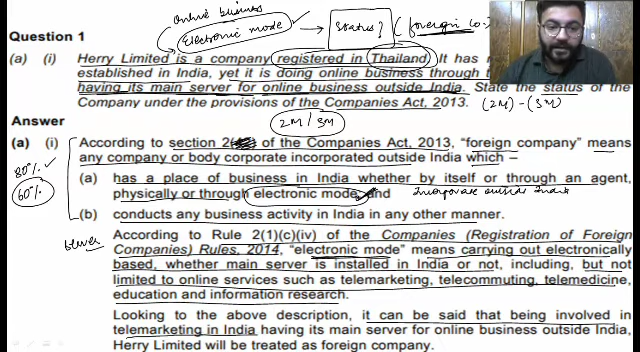 Online business
Electronic mode → Status? (foreign co.)
Question 1
(a) (i) Herry Limited is a company registered in Thailand. It has n
established in India, yet it is doing online business through t
having its main server for online business outside India. State the status of the
Company under the provisions of the Companies Act, 2013. (2M) - (3M)
Answer 2M / 3M
(a) (i) According to section 2 of the Companies Act, 2013, "foreign company" means
any company or body corporate incorporated outside India which –
80%
60%
(a) has a place of business in India whether by itself or through an agent,
physically or through electronic mode, and incorporate outside India
(b) conducts any business activity in India in any other manner.
According to Rule 2(1)(c)(iv) of the Companies (Registration of Foreign
Companies) Rules, 2014, "electronic mode" means carrying out electronically
based, whether main server is installed in India or not, including, but not
limited to online services such as telemarketing, telecommuting, telemedicine,
education and information research.
Looking to the above description, it can be said that being involved in
telemarketing in India having its main server for online business outside India,
Herry Limited will be treated as foreign company.